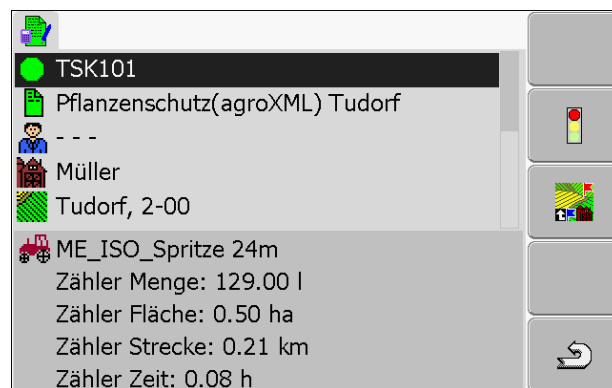 TSK101
Pflanzenschutz(agroXML) Tudorf
- - -
Müller
Tudorf, 2-00
ME_ISO_Spritze 24m
Zähler Menge: 129.00 l
Zähler Fläche: 0.50 ha
Zähler Strecke: 0.21 km
Zähler Zeit: 0.08 h